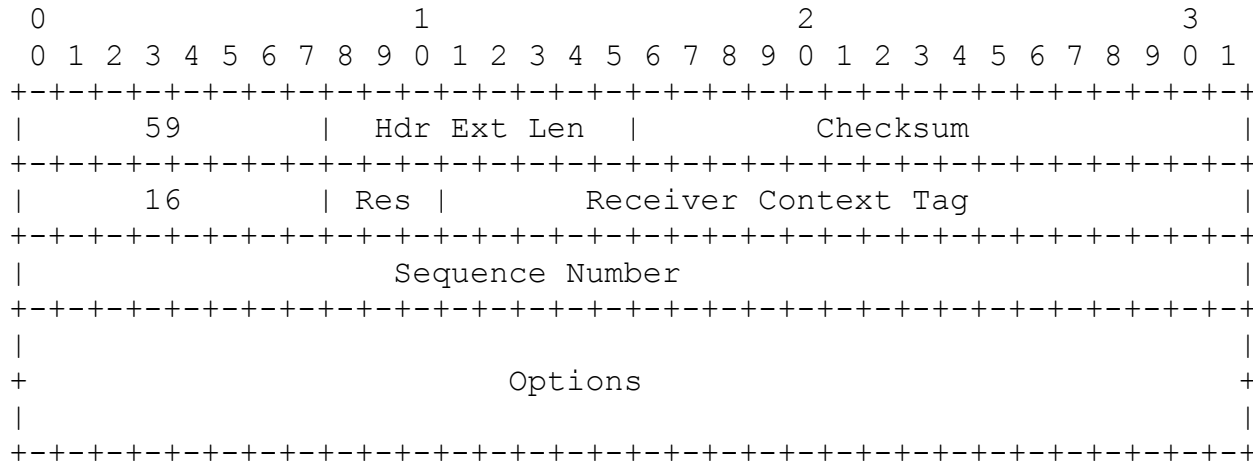 0                   1                   2                   3
 0 1 2 3 4 5 6 7 8 9 0 1 2 3 4 5 6 7 8 9 0 1 2 3 4 5 6 7 8 9 0 1
+-+-+-+-+-+-+-+-+-+-+-+-+-+-+-+-+-+-+-+-+-+-+-+-+-+-+-+-+-+-+-+-+
|      59       |  Hdr Ext Len  |         Checksum              |
+-+-+-+-+-+-+-+-+-+-+-+-+-+-+-+-+-+-+-+-+-+-+-+-+-+-+-+-+-+-+-+-+
|      16       | Res |       Receiver Context Tag              |
+-+-+-+-+-+-+-+-+-+-+-+-+-+-+-+-+-+-+-+-+-+-+-+-+-+-+-+-+-+-+-+-+
|                   Sequence Number                             |
+-+-+-+-+-+-+-+-+-+-+-+-+-+-+-+-+-+-+-+-+-+-+-+-+-+-+-+-+-+-+-+-+
|                                                               |
+                         Options                               +
|                                                               |
+-+-+-+-+-+-+-+-+-+-+-+-+-+-+-+-+-+-+-+-+-+-+-+-+-+-+-+-+-+-+-+-+